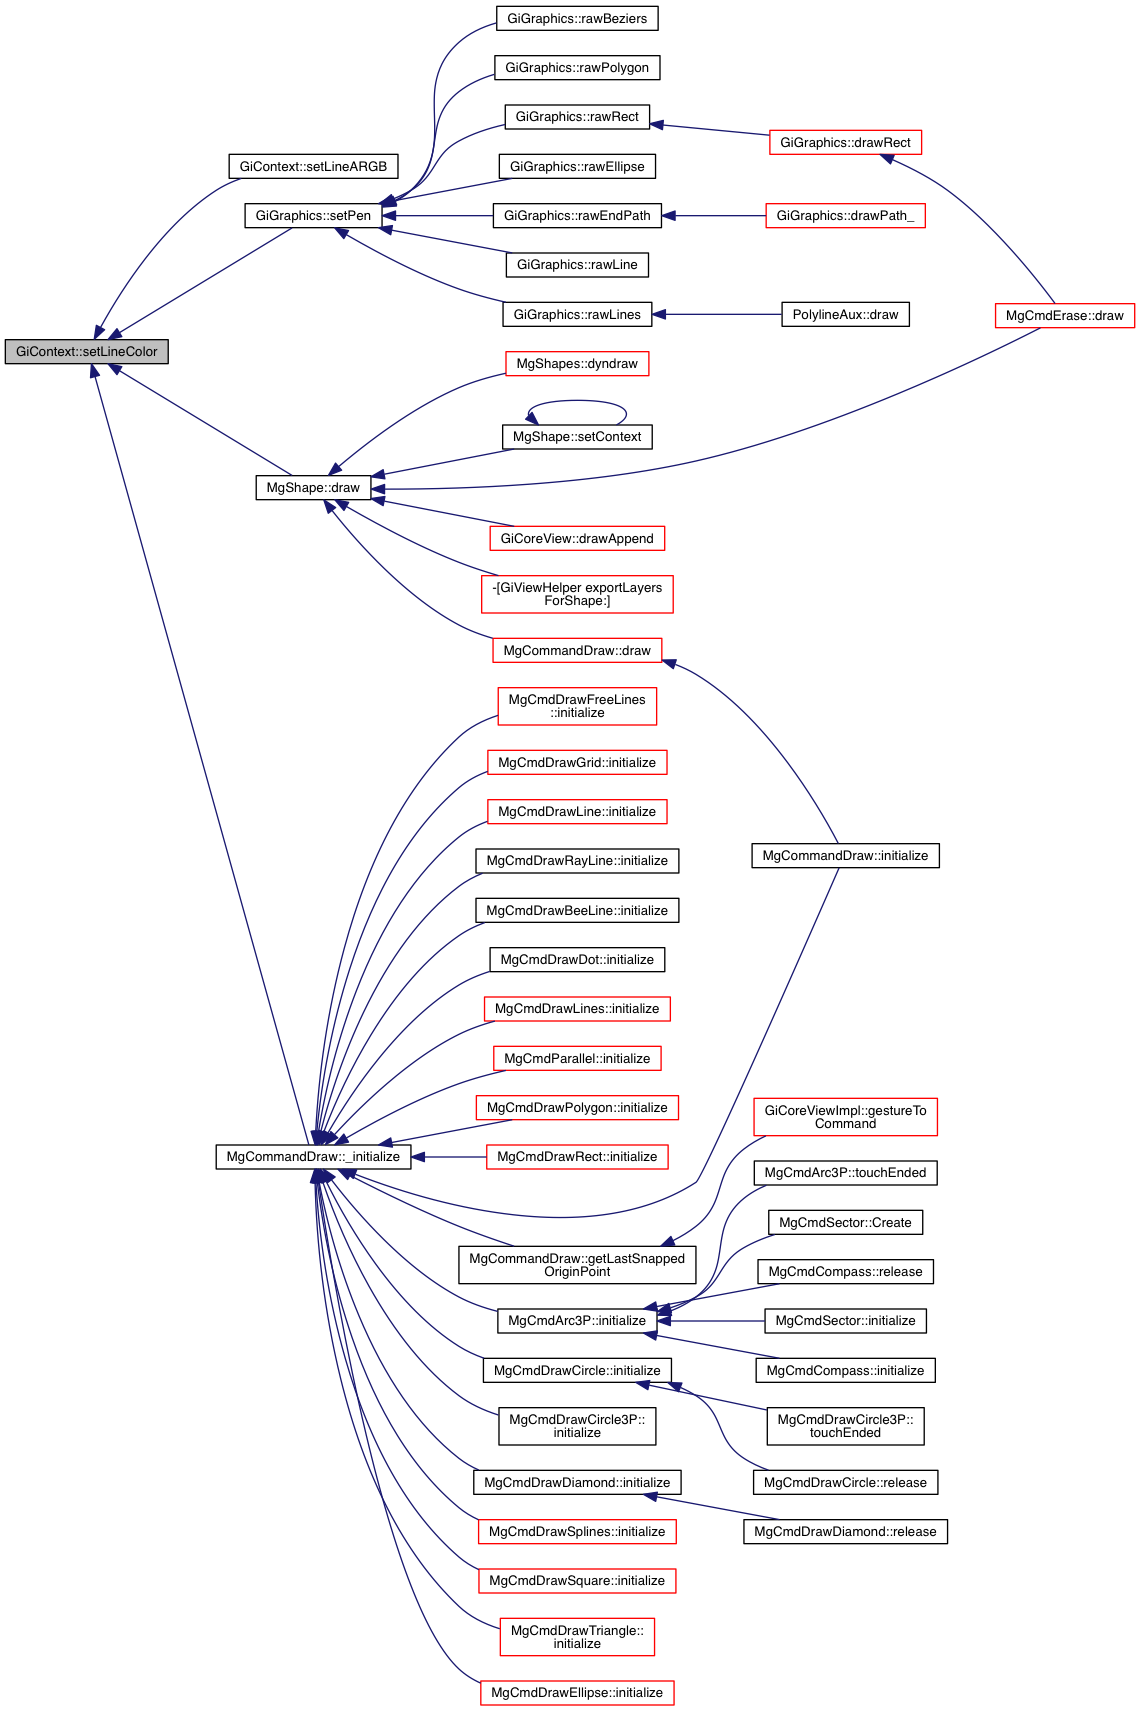 GiGraphics::rawBeziers
GiGraphics::rawPolygon
GiGraphics::rawRect
GiGraphics::drawRect
GiContext::setLineARGB
GiGraphics::rawEllipse
GiGraphics::setPen
GiGraphics::rawEndPath
GiGraphics::drawPath_
GiGraphics::rawLine
GiGraphics::rawLines
PolylineAux::draw
MgCmdErase::draw
GiContext::setLineColor
MgShapes::dyndraw
MgShape::setContext
MgShape::draw
GiCoreView::drawAppend
-[GiViewHelper exportLayers
ForShape:]
MgCommandDraw::draw
MgCmdDrawFreeLines
::initialize
MgCmdDrawGrid::initialize
MgCmdDrawLine::initialize
MgCmdDrawRayLine::initialize
MgCommandDraw::initialize
MgCmdDrawBeeLine::initialize
MgCmdDrawDot::initialize
MgCmdDrawLines::initialize
MgCmdParallel::initialize
MgCmdDrawPolygon::initialize
GiCoreViewImpl::gestureTo
Command
MgCommandDraw::_initialize
MgCmdDrawRect::initialize
MgCmdArc3P::touchEnded
MgCmdSector::Create
MgCommandDraw::getLastSnapped
OriginPoint
MgCmdCompass::release
MgCmdArc3P::initialize
MgCmdSector::initialize
MgCmdDrawCircle::initialize
MgCmdCompass::initialize
MgCmdDrawCircle3P::
initialize
MgCmdDrawCircle3P::
touchEnded
MgCmdDrawDiamond::initialize
MgCmdDrawCircle::release
MgCmdDrawSplines::initialize
MgCmdDrawDiamond::release
MgCmdDrawSquare::initialize
MgCmdDrawTriangle::
initialize
MgCmdDrawEllipse::initialize